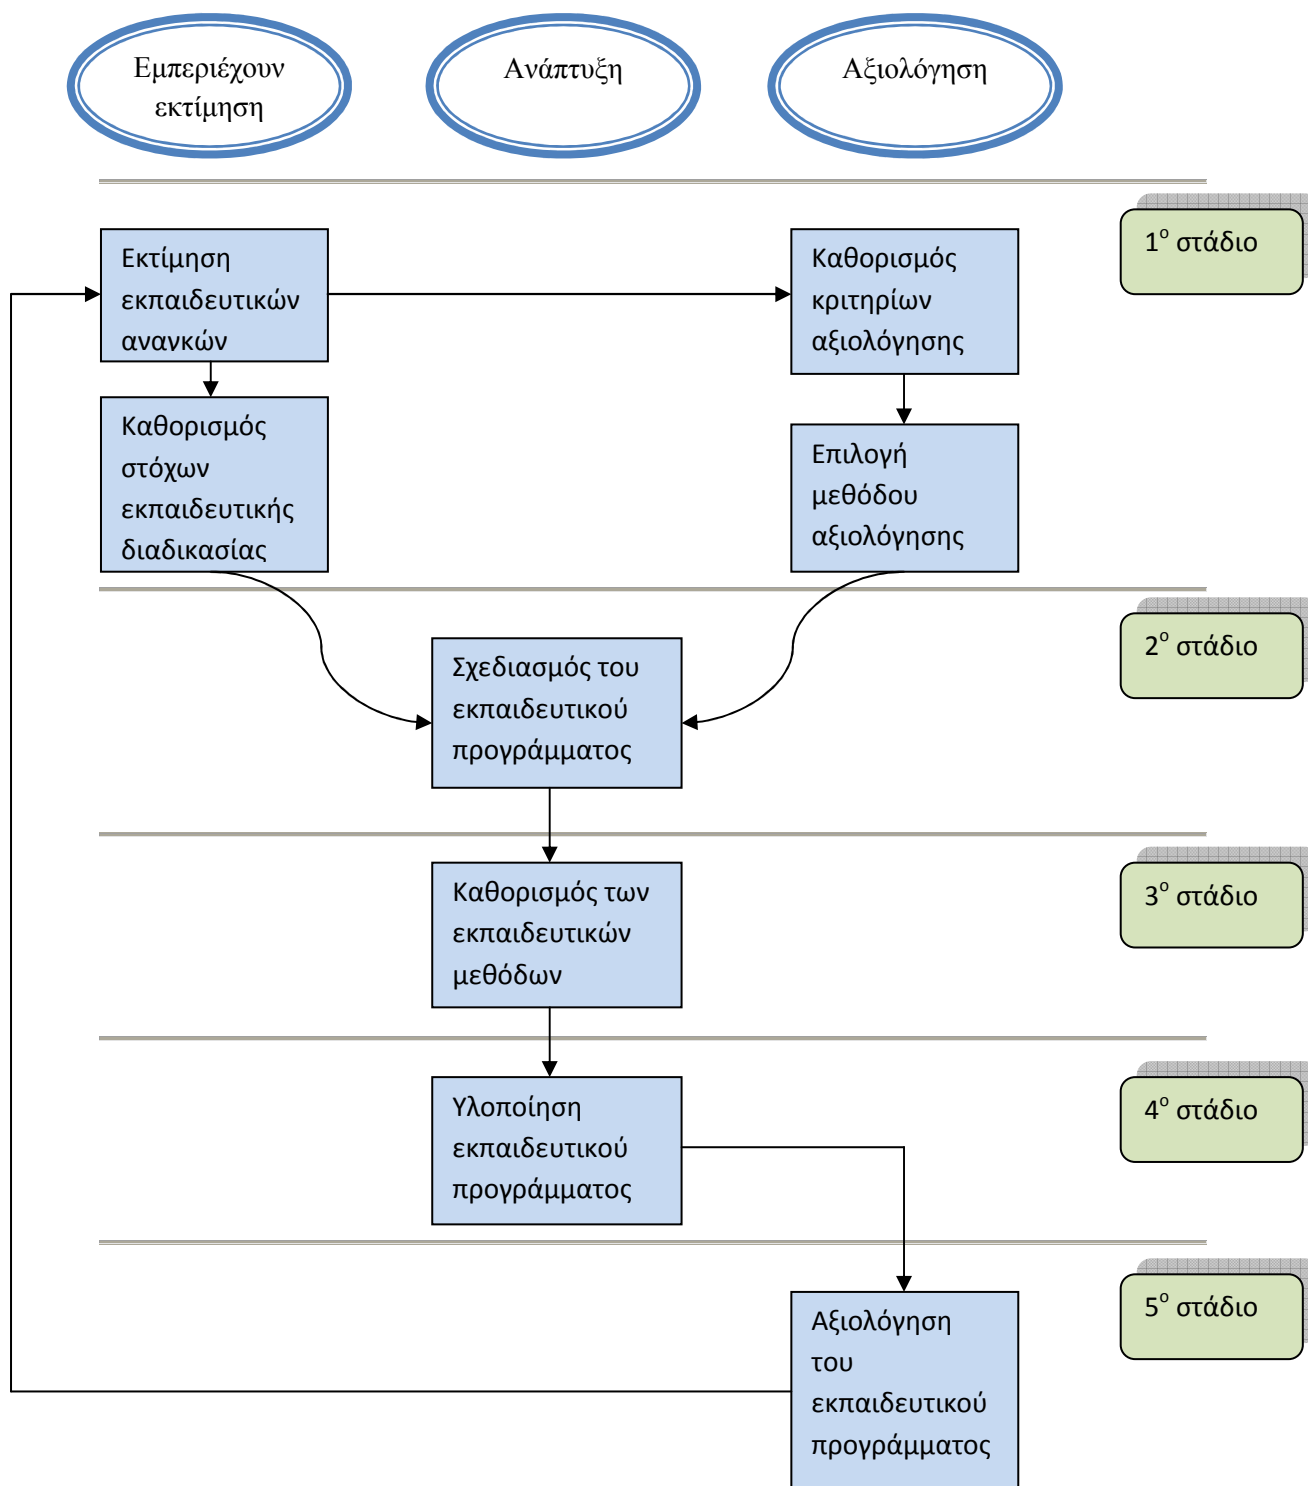 Εμπεριέχουν
εκτίμηση
Ανάπτυξη
Αξιολόγηση
1ο στάδιο
Εκτίμηση
εκπαιδευτικών
αναγκών
Καθορισμός
κριτηρίων
αξιολόγησης
Καθορισμός
στόχων
εκπαιδευτικής
διαδικασίας
Επιλογή
μεθόδου
αξιολόγησης
2ο στάδιο
Σχεδιασμός του
εκπαιδευτικού
προγράμματος
3ο στάδιο
Καθορισμός των
εκπαιδευτικών
μεθόδων
4ο στάδιο
Υλοποίηση
εκπαιδευτικού
προγράμματος
5ο στάδιο
Αξιολόγηση
του
εκπαιδευτικού
προγράμματος